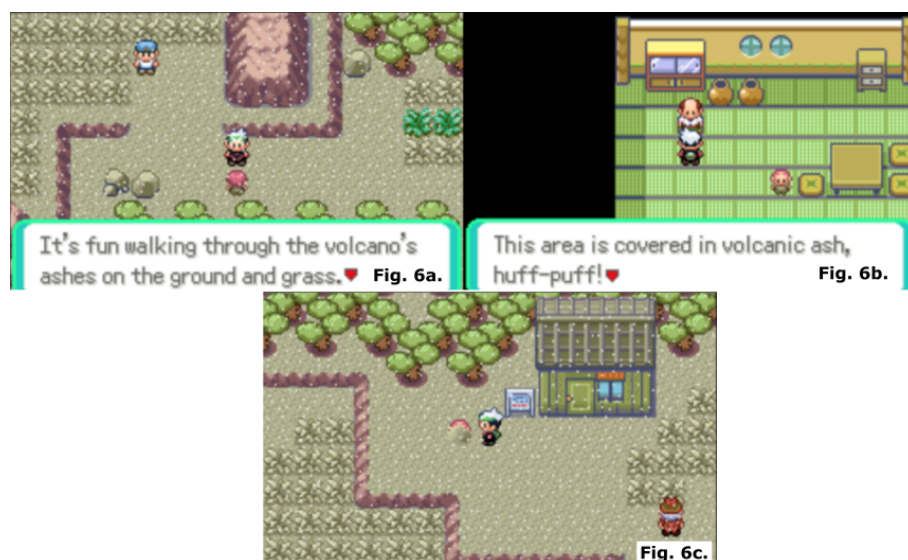 It's fun walking through the volcano's
ashes on the ground and grass.
Fig. 6a.
This area is covered in volcanic ash,
huff-puff!
Fig. 6b.
Fig. 6c.